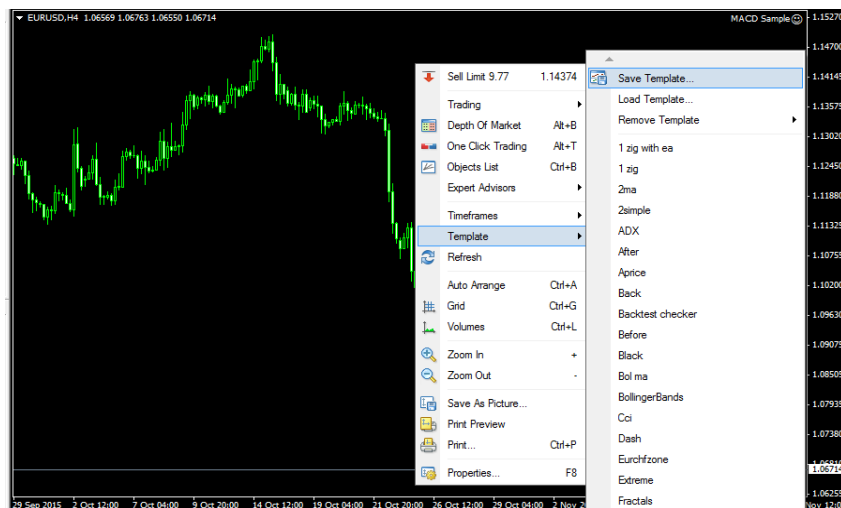 EURUSD,H4 1.06569 1.06763 1.06550 1.06714
MACD Sample
Sell Limit 9.77 1.14374
Trading
Depth Of Market Alt+B
One Click Trading Alt+T
Objects List Ctrl+B
Expert Advisors
Timeframes
Template
Refresh
Auto Arrange Ctrl+A
Grid Ctrl+G
Volumes Ctrl+L
Zoom In +
Zoom Out -
Save As Picture...
Print Preview
Print... Ctrl+P
Properties... F8
Save Template...
Load Template...
Remove Template
1 zig with ea
1 zig
2ma
2simple
ADX
After
Aprice
Back
Backtest checker
Before
Black
Bol ma
BollingerBands
Cci
Dash
Eurchfzone
Extreme
Fractals
1.15270
1.14700
1.14145
1.13575
1.13020
1.12450
1.11880
1.11325
1.10755
1.10200
1.09630
1.09075
1.08505
1.07935
1.07380
1.06714
1.06255
29 Sep 2015 2 Oct 12:00 7 Oct 04:00 9 Oct 20:00 14 Oct 12:00 19 Oct 04:00 21 Oct 20:00 26 Oct 12:00 29 Oct 04:00 2 Nov